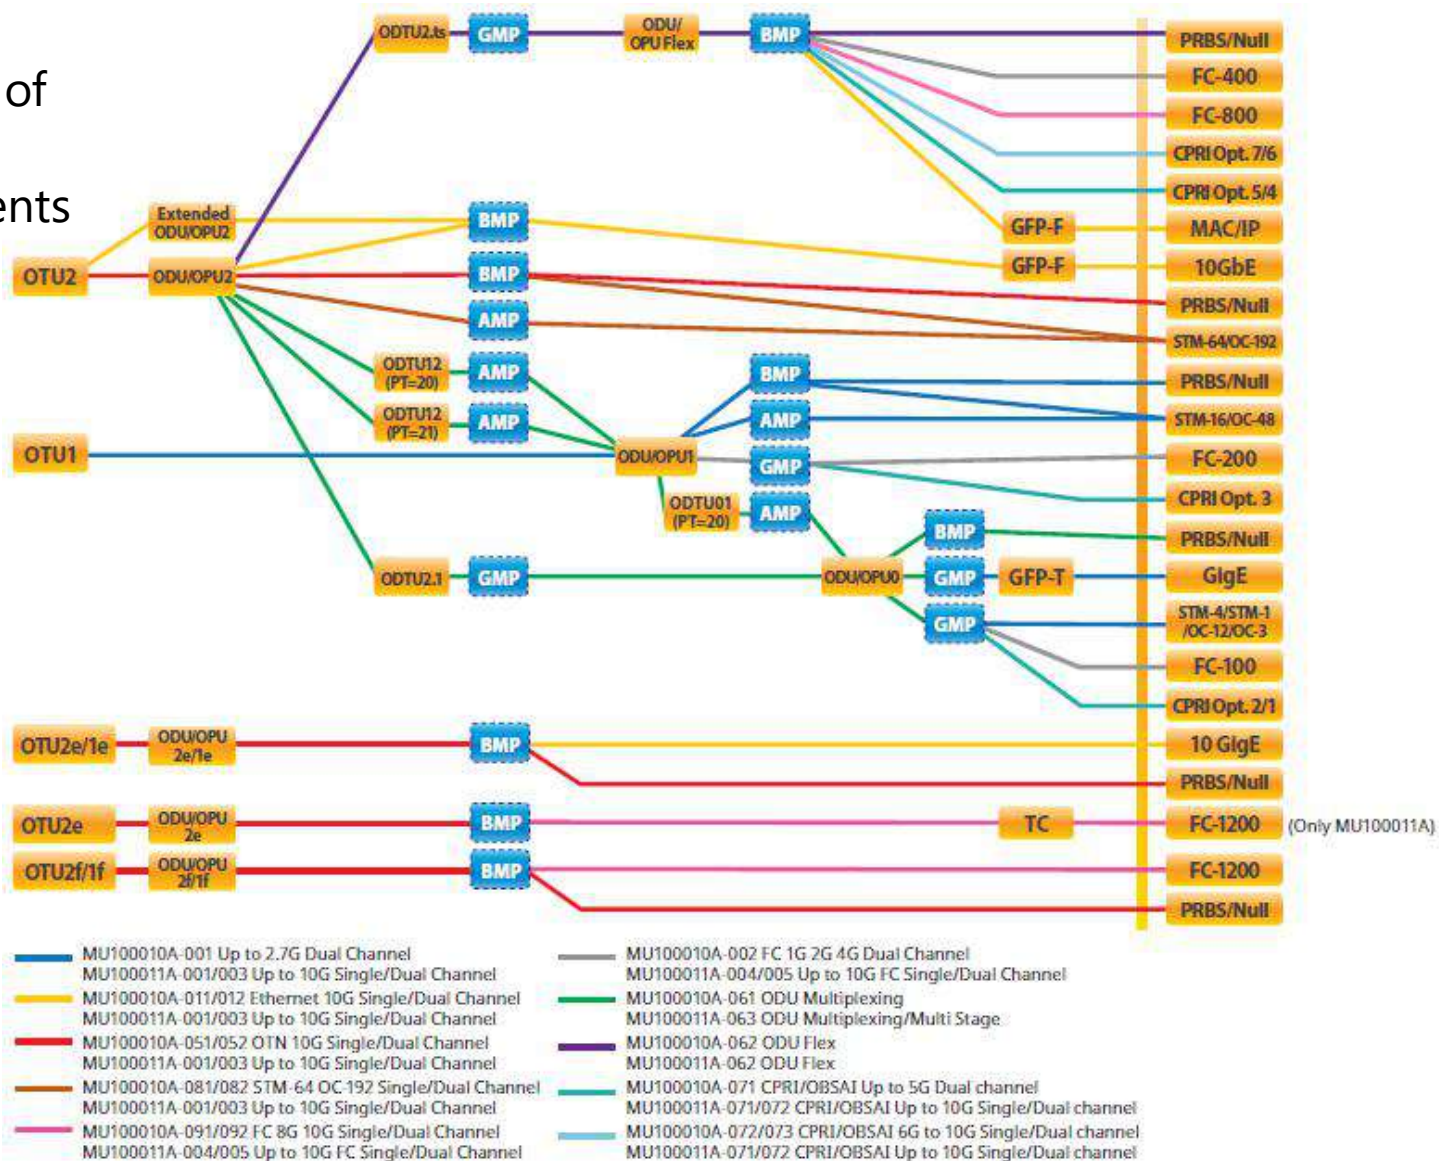 of
ents
ODTU2.ts
GMP
ODU/
OPU Flex
BMP
PRBS/Null
FC-400
FC-800
CPRI Opt. 7/6
CPRI Opt. 5/4
Extended
ODU/OPU2
BMP
GFP-F
MAC/IP
OTU2
ODU/OPU2
BMP
GFP-F
10GbE
PRBS/Null
AMP
STM-64/OC-192
ODTU12
(PT=20)
AMP
BMP
PRBS/Null
ODTU12
(PT=21)
AMP
AMP
STM-16/OC-48
OTU1
ODU/OPU1
GMP
FC-200
CPRI Opt. 3
ODTU01
(PT=20)
AMP
BMP
PRBS/Null
ODTU2.1
GMP
ODU/OPU0
GMP
GFP-T
GigE
GMP
STM-4/STM-1
/OC-12/OC-3
FC-100
CPRI Opt. 2/1
OTU2e/1e
ODU/OPU
2e/1e
BMP
10 GigE
PRBS/Null
OTU2e
ODU/OPU
2e
BMP
TC
FC-1200
(Only MU100011A)
OTU2f/1f
ODU/OPU
2f/1f
BMP
FC-1200
PRBS/Null
MU100010A-001 Up to 2.7G Dual Channel
MU100011A-001/003 Up to 10G Single/Dual Channel
MU100010A-011/012 Ethernet 10G Single/Dual Channel
MU100011A-001/003 Up to 10G Single/Dual Channel
MU100010A-051/052 OTN 10G Single/Dual Channel
MU100011A-001/003 Up to 10G Single/Dual Channel
MU100010A-081/082 STM-64 OC-192 Single/Dual Channel
MU100011A-001/003 Up to 10G Single/Dual Channel
MU100010A-091/092 FC 8G 10G Single/Dual Channel
MU100011A-004/005 Up to 10G FC Single/Dual Channel
MU100010A-002 FC 1G 2G 4G Dual Channel
MU100011A-004/005 Up to 10G FC Single/Dual Channel
MU100010A-061 ODU Multiplexing
MU100011A-063 ODU Multiplexing/Multi Stage
MU100010A-062 ODU Flex
MU100011A-062 ODU Flex
MU100010A-071 CPRI/OBSAI Up to 5G Dual channel
MU100011A-071/072 CPRI/OBSAI Up to 10G Single/Dual channel
MU100010A-072/073 CPRI/OBSAI 6G to 10G Single/Dual channel
MU100011A-071/072 CPRI/OBSAI Up to 10G Single/Dual channel